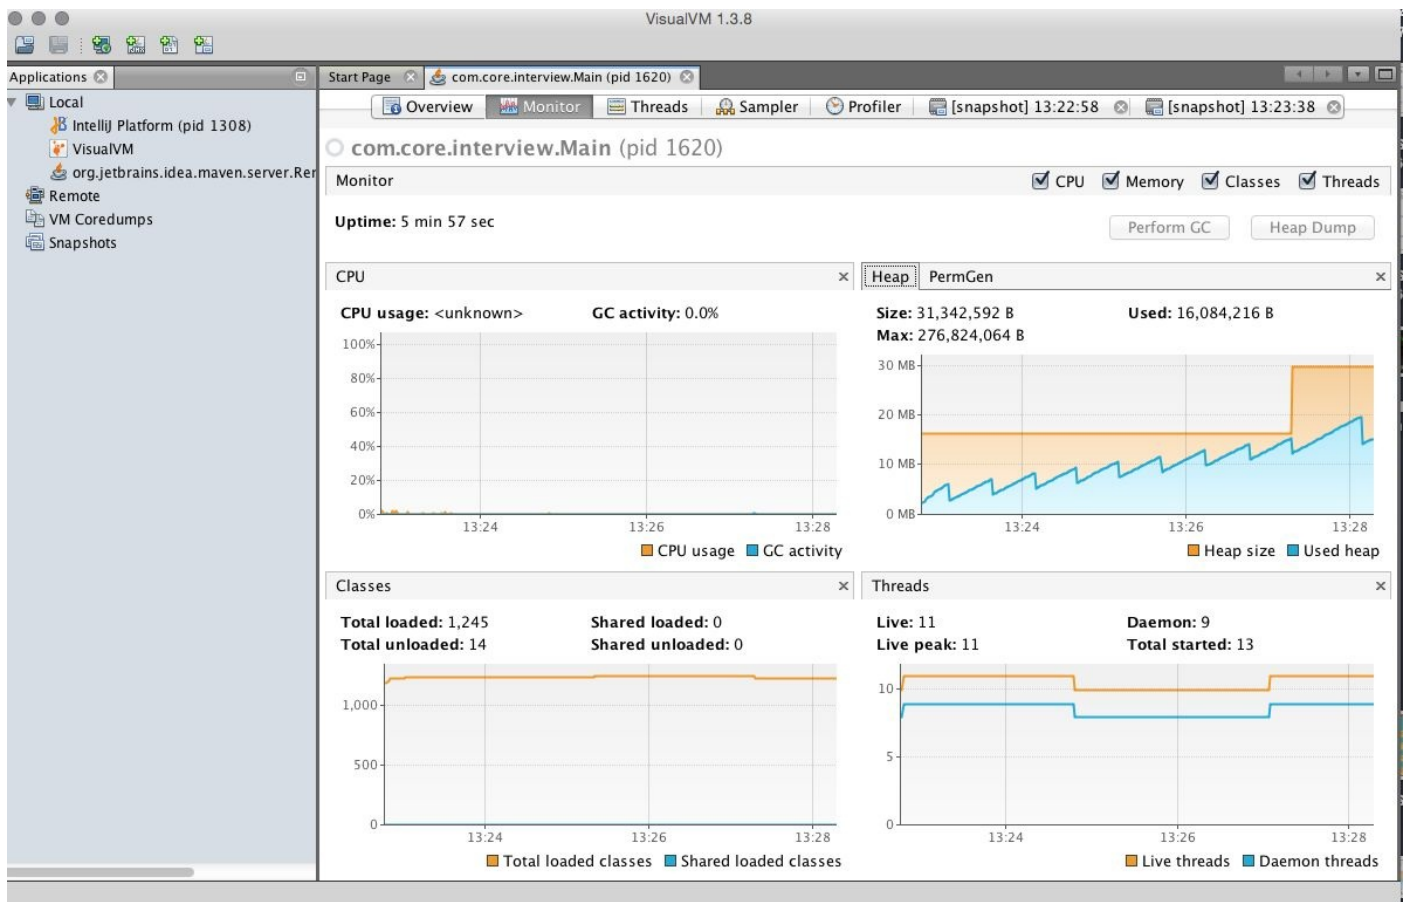 VisualVM 1.3.8
Applications
Start Page
com.core.interview.Main (pid 1620)
Local
IntelliJ Platform (pid 1308)
VisualVM
org.jetbrains.idea.maven.server.Rer
Remote
VM Coredumps
Snapshots
Overview
Monitor
Threads
Sampler
Profiler
[snapshot] 13:22:58
[snapshot] 13:23:38
com.core.interview.Main (pid 1620)
Monitor
CPU
Memory
Classes
Threads
Uptime: 5 min 57 sec
Perform GC
Heap Dump
CPU
CPU usage: <unknown>
GC activity: 0.0%
100%
80%
60%
40%
20%
0%
13:24
13:26
13:28
CPU usage
GC activity
Heap
PermGen
Size: 31,342,592 B
Used: 16,084,216 B
Max: 276,824,064 B
30 MB
20 MB
10 MB
0 MB
13:24
13:26
13:28
Heap size
Used heap
Classes
Total loaded: 1,245
Shared loaded: 0
Total unloaded: 14
Shared unloaded: 0
1,000
500
0
13:24
13:26
13:28
Total loaded classes
Shared loaded classes
Threads
Live: 11
Daemon: 9
Live peak: 11
Total started: 13
10
5
0
13:24
13:26
13:28
Live threads
Daemon threads